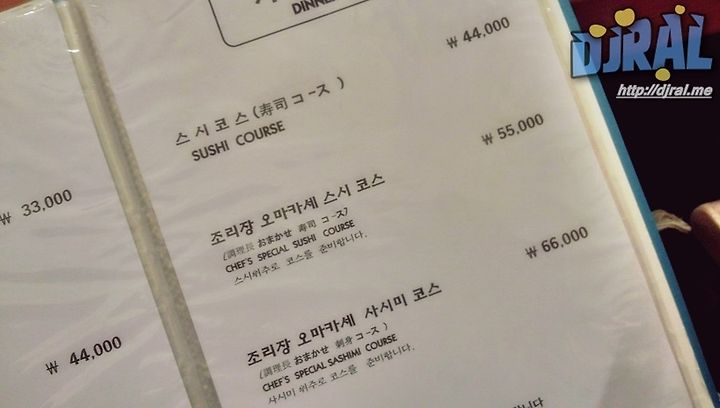 DINNE
₩ 44,000
스 시 코 스 (寿 司 コ ー ス )
SUSHI COURSE
₩ 55,000
조리장 오마카세 스시 코스
(調理長 おまかせ 寿司 コース)
CHEF'S SPECIAL SUSHI COURSE
스시위주로 코스를 준비합니다.
₩ 66,000
조리장 오마카세 사시미 코스
(調理長 おまかせ 刺身 コース)
CHEF'S SPECIAL SASHIMI COURSE
사시미 위주로 코스를 준비합니다.
₩ 33,000
₩ 44,000
DJRAL
http://djral.me